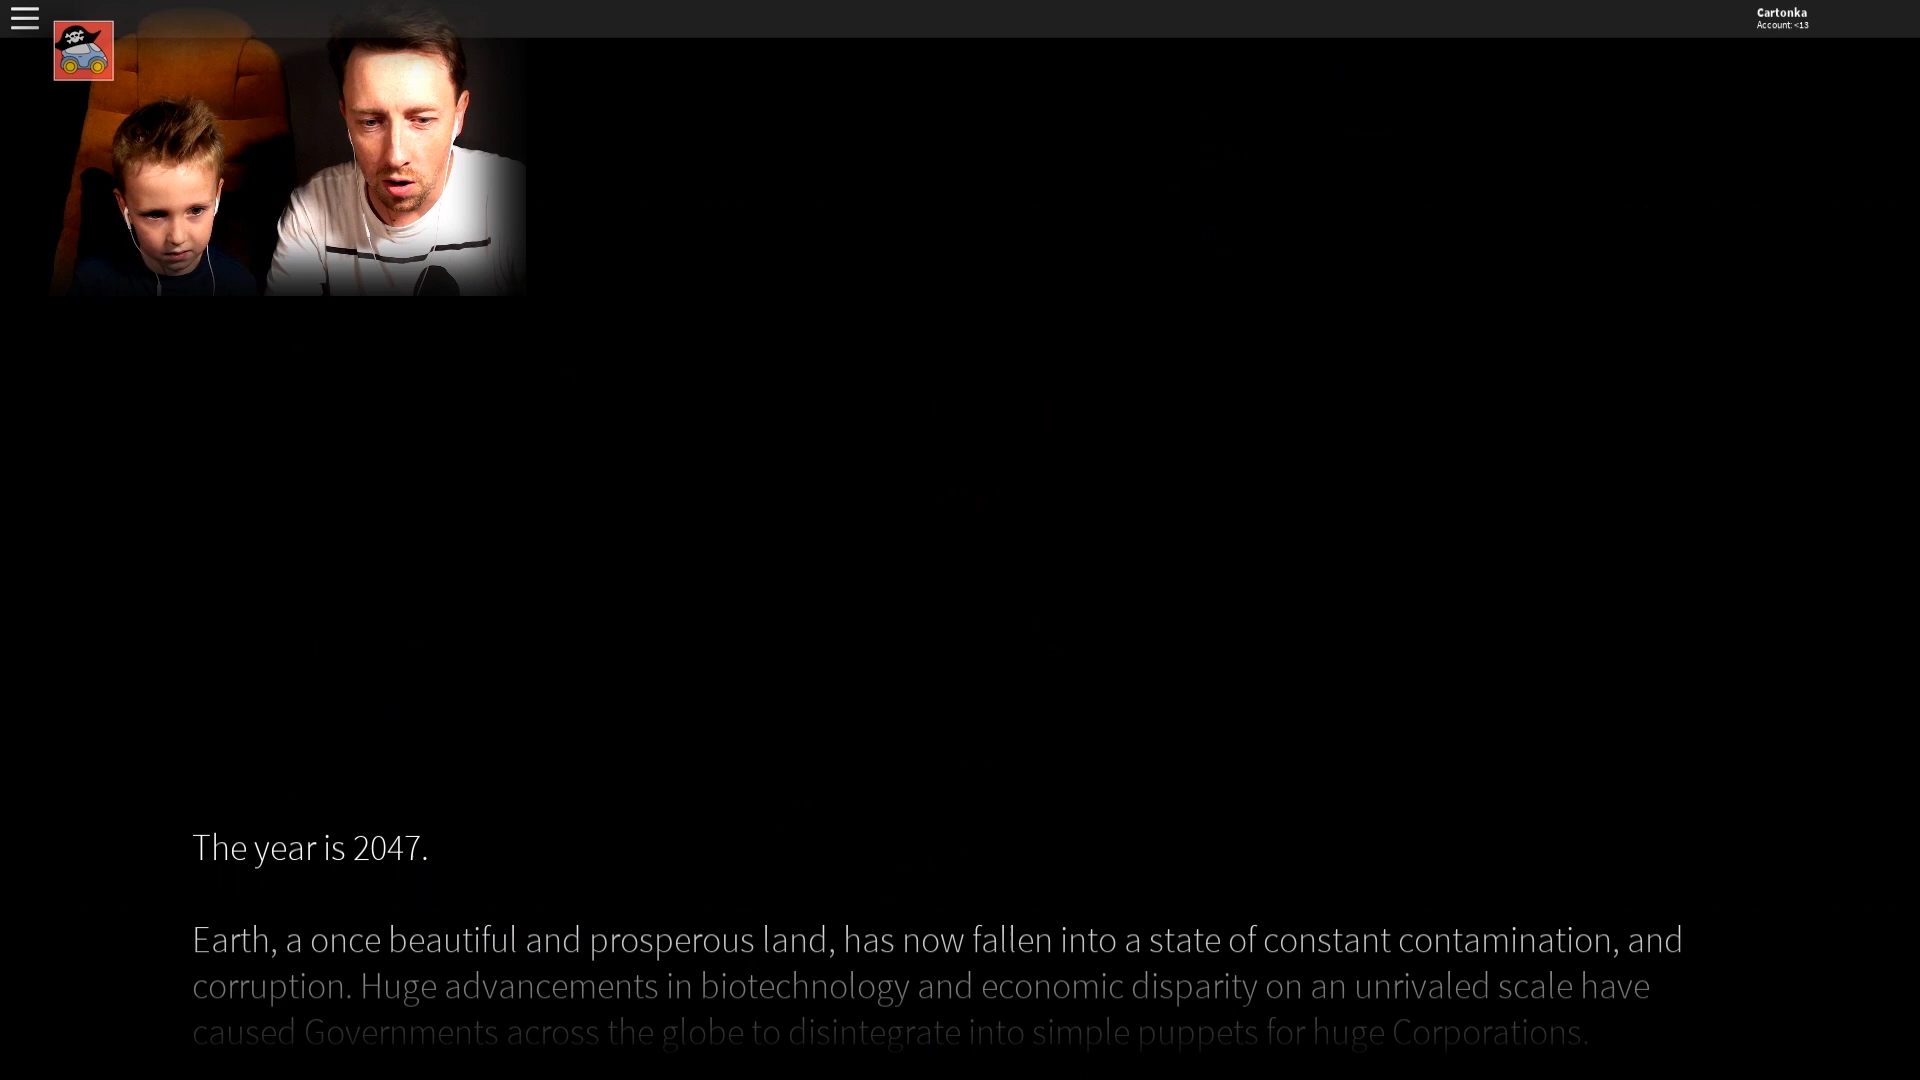 Cartonka
Account: <13
The year is 2047.
Earth, a once beautiful and prosperous land, has now fallen into a state of constant contamination, and
corruption. Huge advancements in biotechnology and economic disparity on an unrivaled scale have
caused Governments across the globe to disintegrate into simple puppets for huge Corporations.